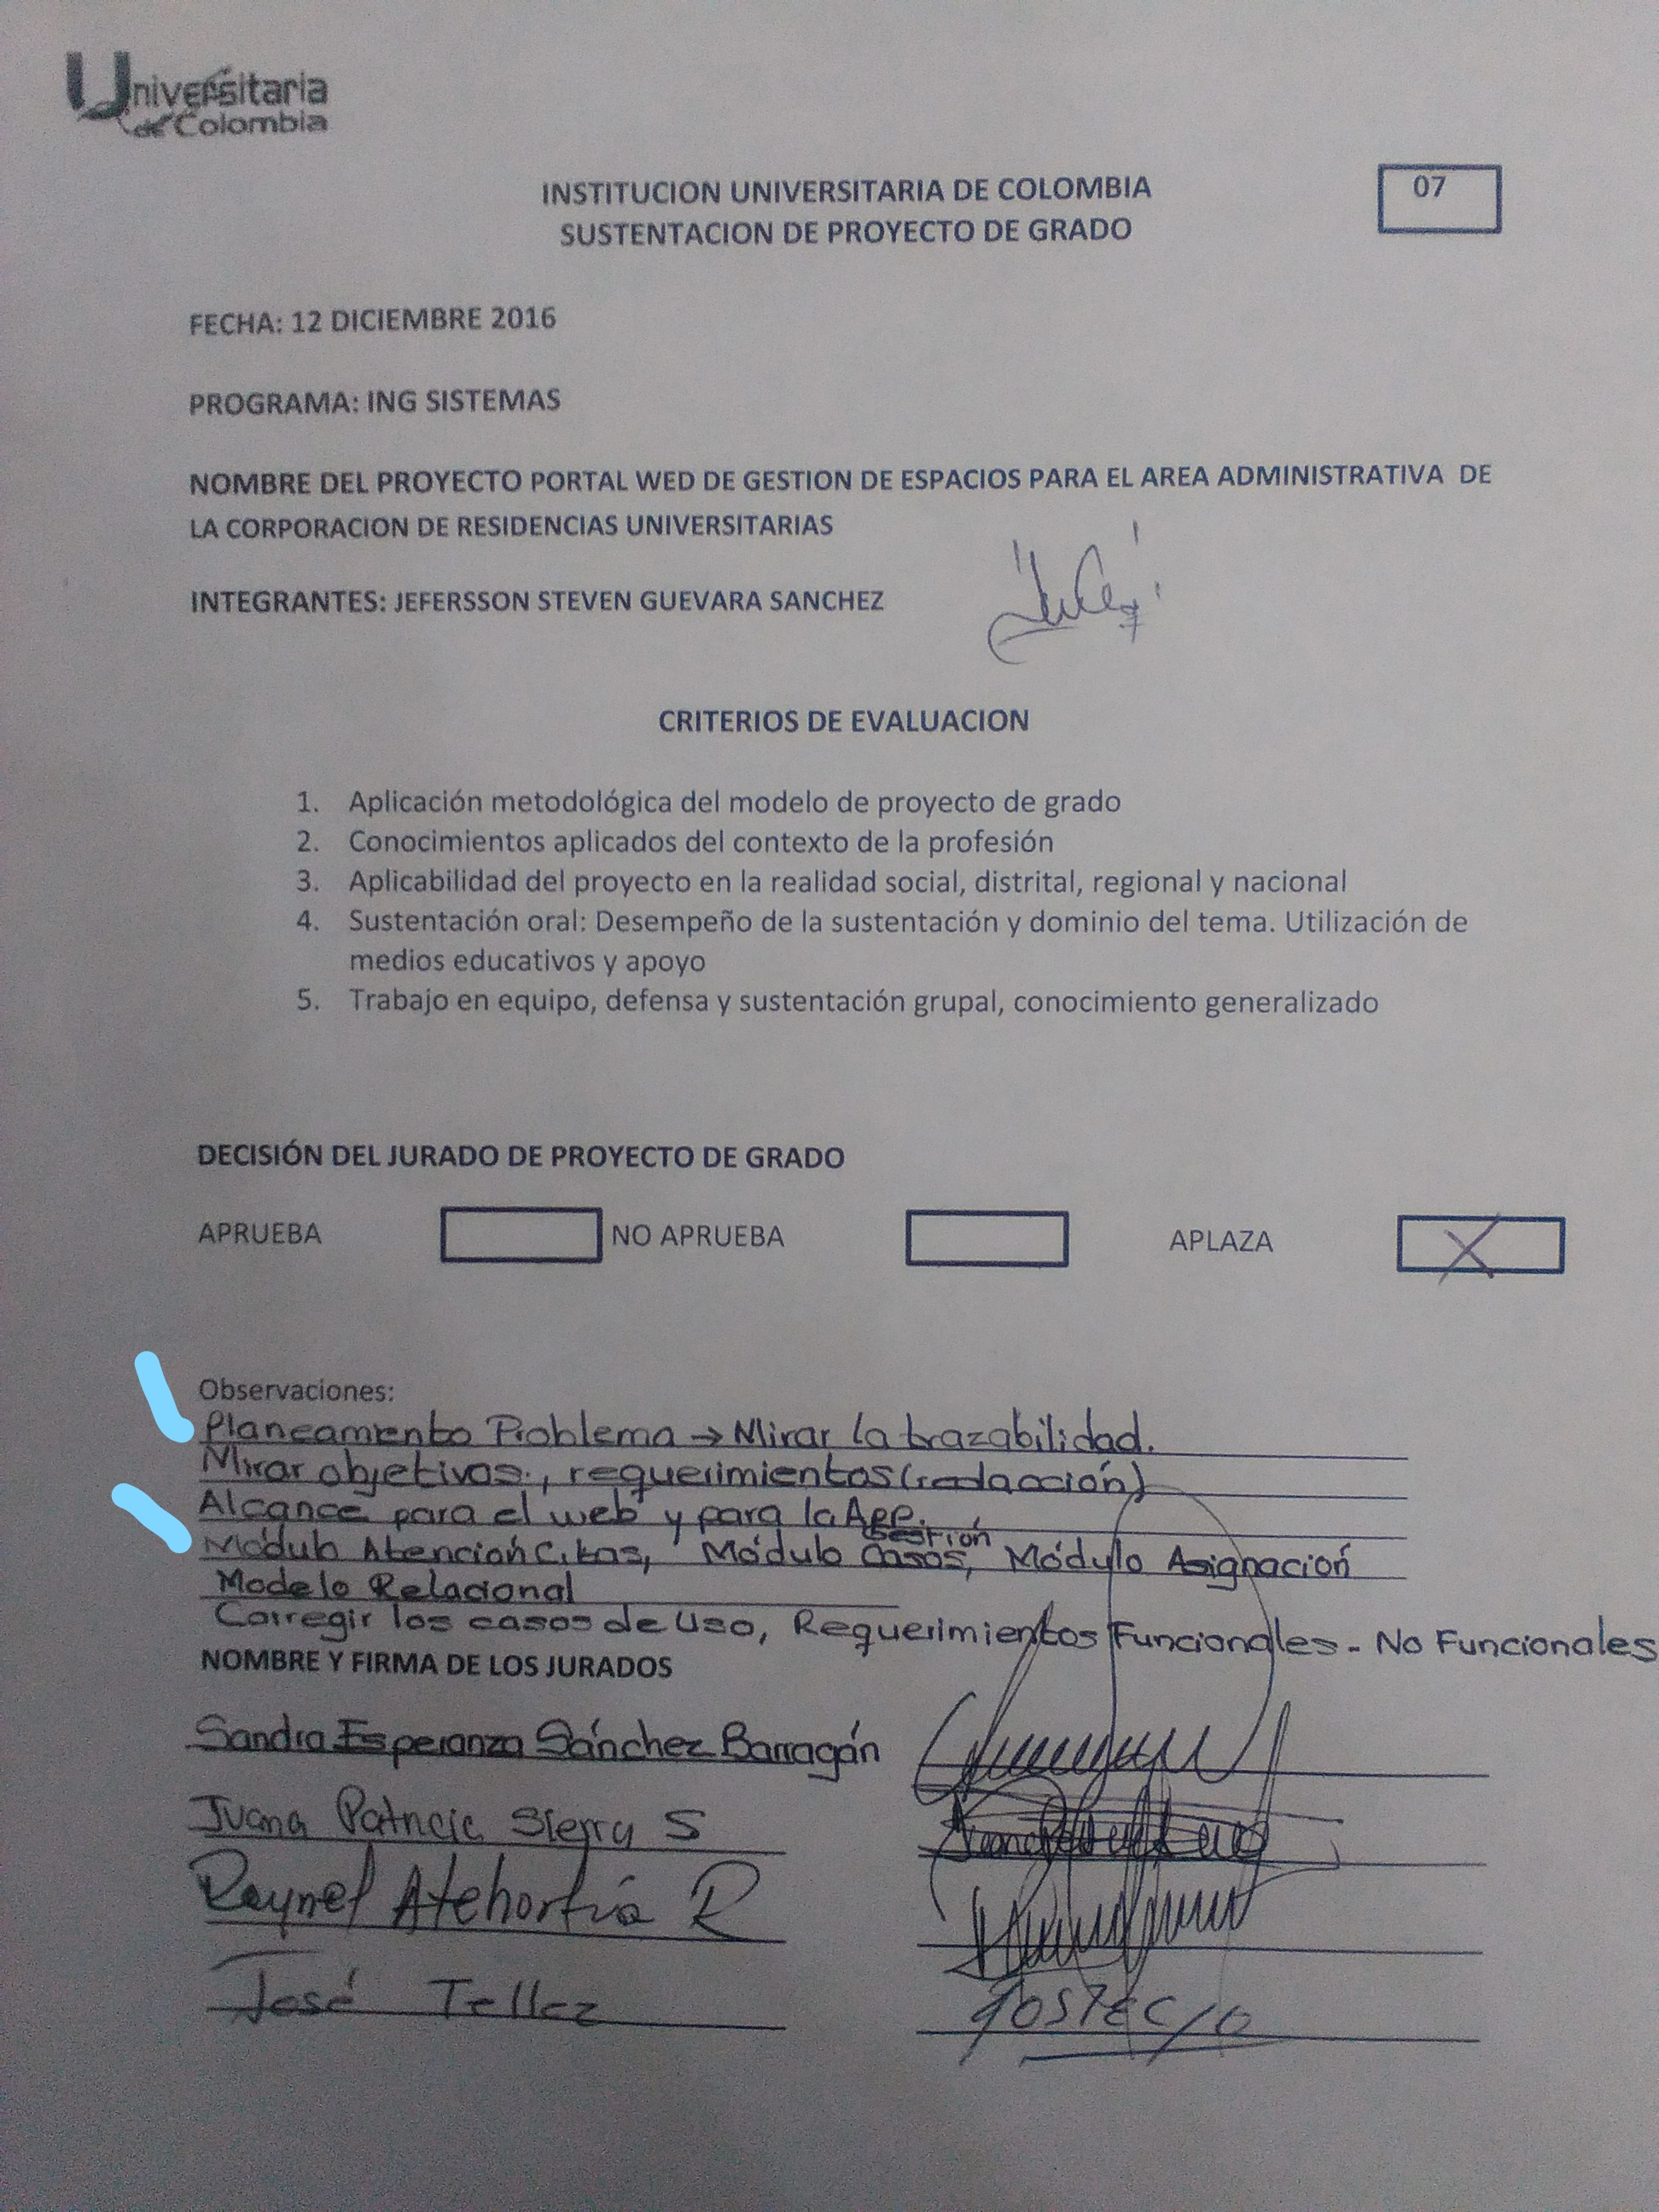 Universitaria
de Colombia
INSTITUCION UNIVERSITARIA DE COLOMBIA
07
SUSTENTACION DE PROYECTO DE GRADO
FECHA: 12 DICIEMBRE 2016
PROGRAMA: ING SISTEMAS
NOMBRE DEL PROYECTO PORTAL WED DE GESTION DE ESPACIOS PARA EL AREA ADMINISTRATIVA DE
LA CORPORACION DE RESIDENCIAS UNIVERSITARIAS
INTEGRANTES: JEFERSSON STEVEN GUEVARA SANCHEZ
CRITERIOS DE EVALUACION
1. Aplicación metodológica del modelo de proyecto de grado
2. Conocimientos aplicados del contexto de la profesión
3. Aplicabilidad del proyecto en la realidad social, distrital, regional y nacional
4. Sustentación oral: Desempeño de la sustentación y dominio del tema. Utilización de
medios educativos y apoyo
5. Trabajo en equipo, defensa y sustentación grupal, conocimiento generalizado
DECISIÓN DEL JURADO DE PROYECTO DE GRADO
APRUEBA NO APRUEBA APLAZA X
Observaciones:
Planeamiento Problema → Mirar la trazabilidad.
Mirar objetivos, requerimientos (redacción)
Alcance para el web y para la App.
Módulo Atención Citas, Módulo Gestión Casos, Módulo Asignación
Modelo Relacional
Corregir los casos de Uso, Requerimientos Funcionales - No Funcionales
NOMBRE Y FIRMA DE LOS JURADOS
Sandra Esperanza Sánchez Barragán
Juana Patricia Sierra S
Reynel Atehortúa R
José Tellez